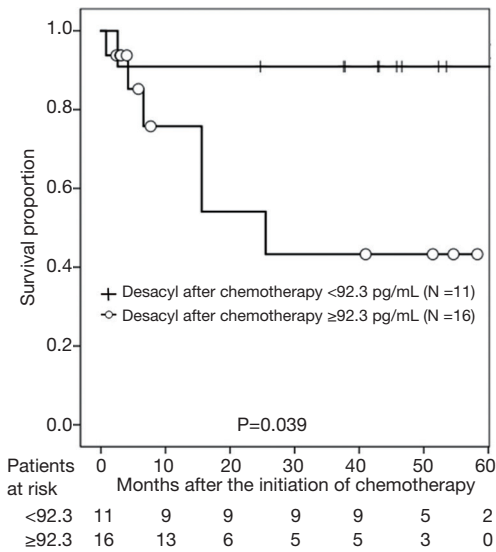 1.0
0.8
0.6
0.4
0.2
0.0
Survival proportion
Desacyl after chemotherapy <92.3 pg/mL (N =11)
Desacyl after chemotherapy ≥92.3 pg/mL (N =16)
P=0.039
Patients at risk
0 10 20 30 40 50 60
Months after the initiation of chemotherapy
<92.3 11 9 9 9 9 5 2
≥92.3 16 13 6 5 5 3 0